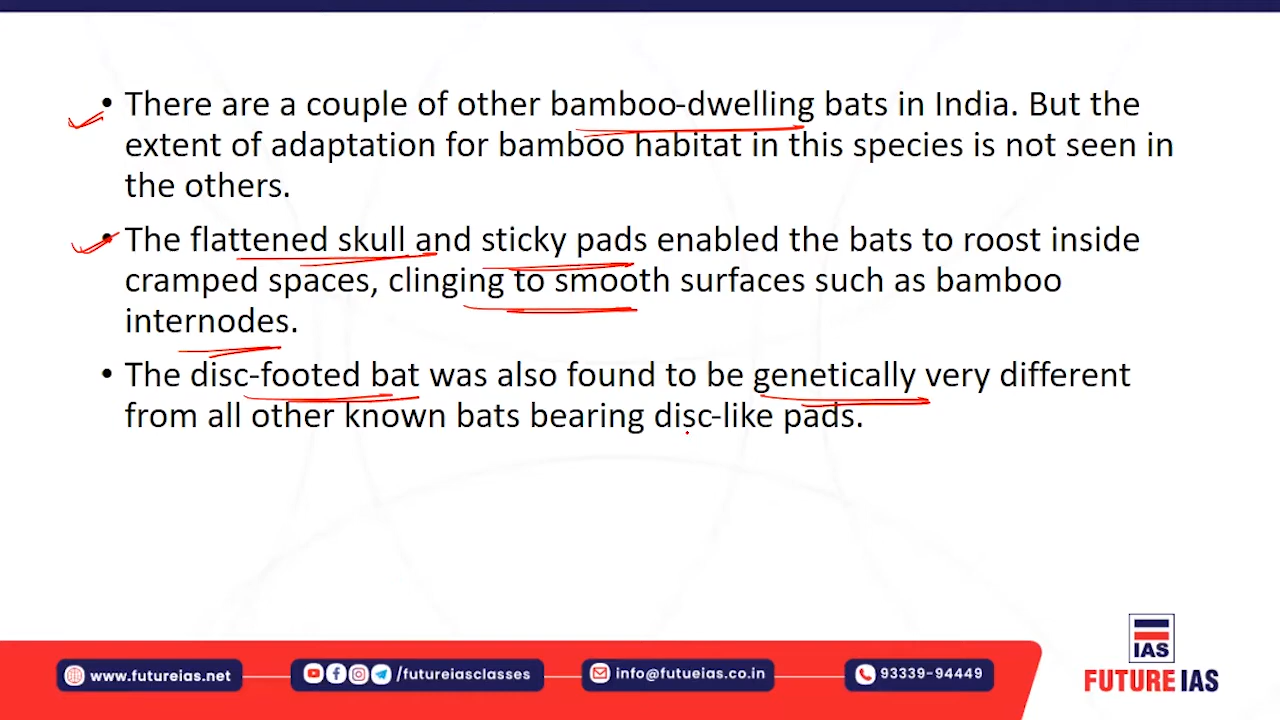 • There are a couple of other bamboo-dwelling bats in India. But the
extent of adaptation for bamboo habitat in this species is not seen in
the others.
• The flattened skull and sticky pads enabled the bats to roost inside
cramped spaces, clinging to smooth surfaces such as bamboo
internodes.
• The disc-footed bat was also found to be genetically very different
from all other known bats bearing disc-like pads.
IAS
www.futureias.net
/futureiasclasses
info@futueias.co.in
93339-94449
FUTURE IAS